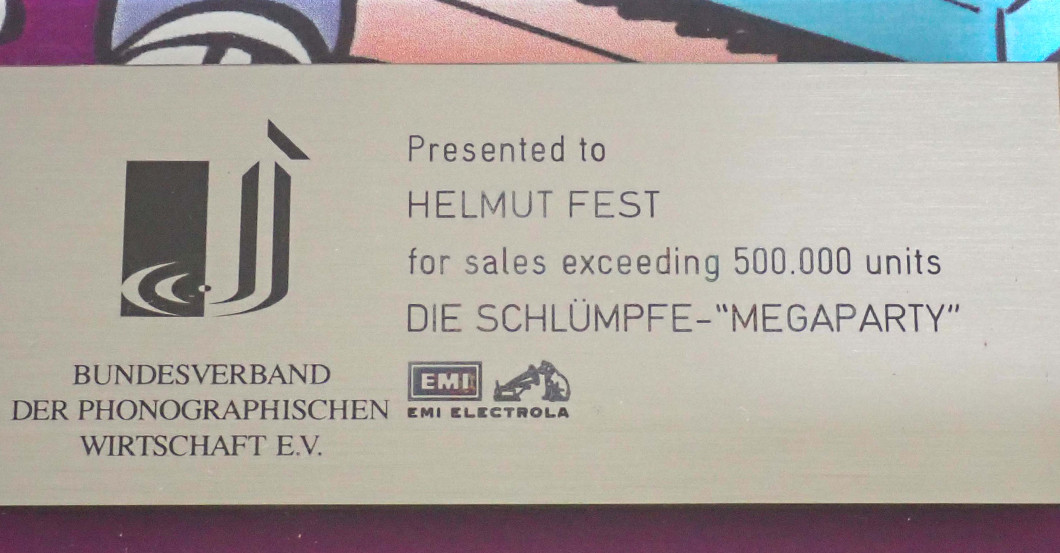 Presented to
HELMUT FEST
for sales exceeding 500.000 units
DIE SCHLÜMPFE-"MEGAPARTY"
EMI
EMI ELECTROLA
BUNDESVERBAND
DER PHONOGRAPHISCHEN
WIRTSCHAFT E.V.